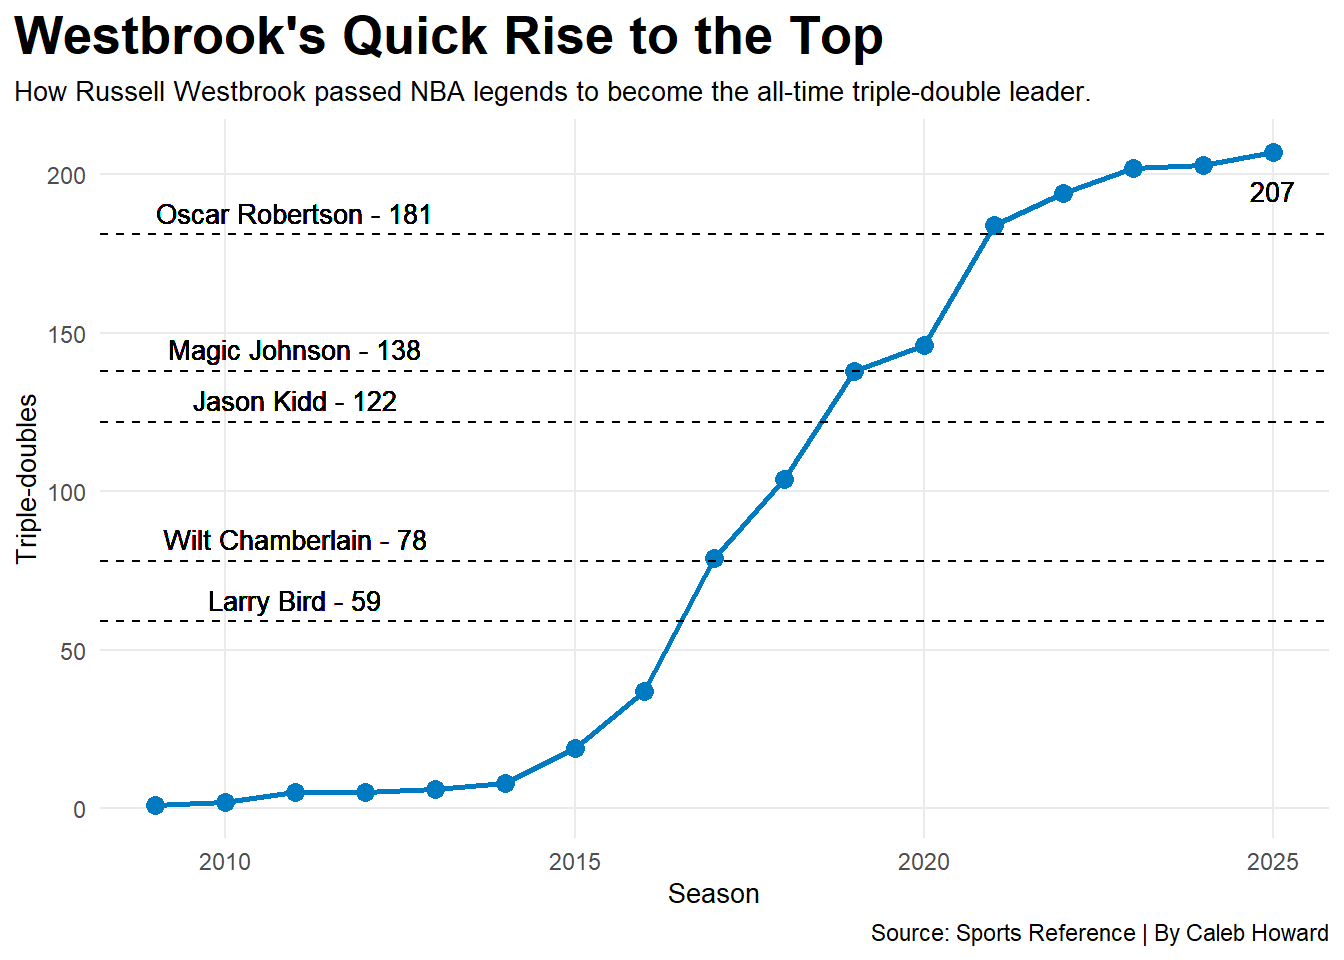 Westbrook's Quick Rise to the Top
How Russell Westbrook passed NBA legends to become the all-time triple-double leader.
200
207
Oscar Robertson - 181
150
Magic Johnson - 138
Jason Kidd - 122
Triple-doubles
100
Wilt Chamberlain - 78
Larry Bird - 59
50
0
2010 2015 2020 2025
Season
Source: Sports Reference | By Caleb Howard